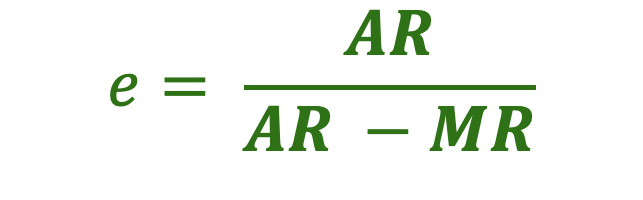 e = AR
AR - MR